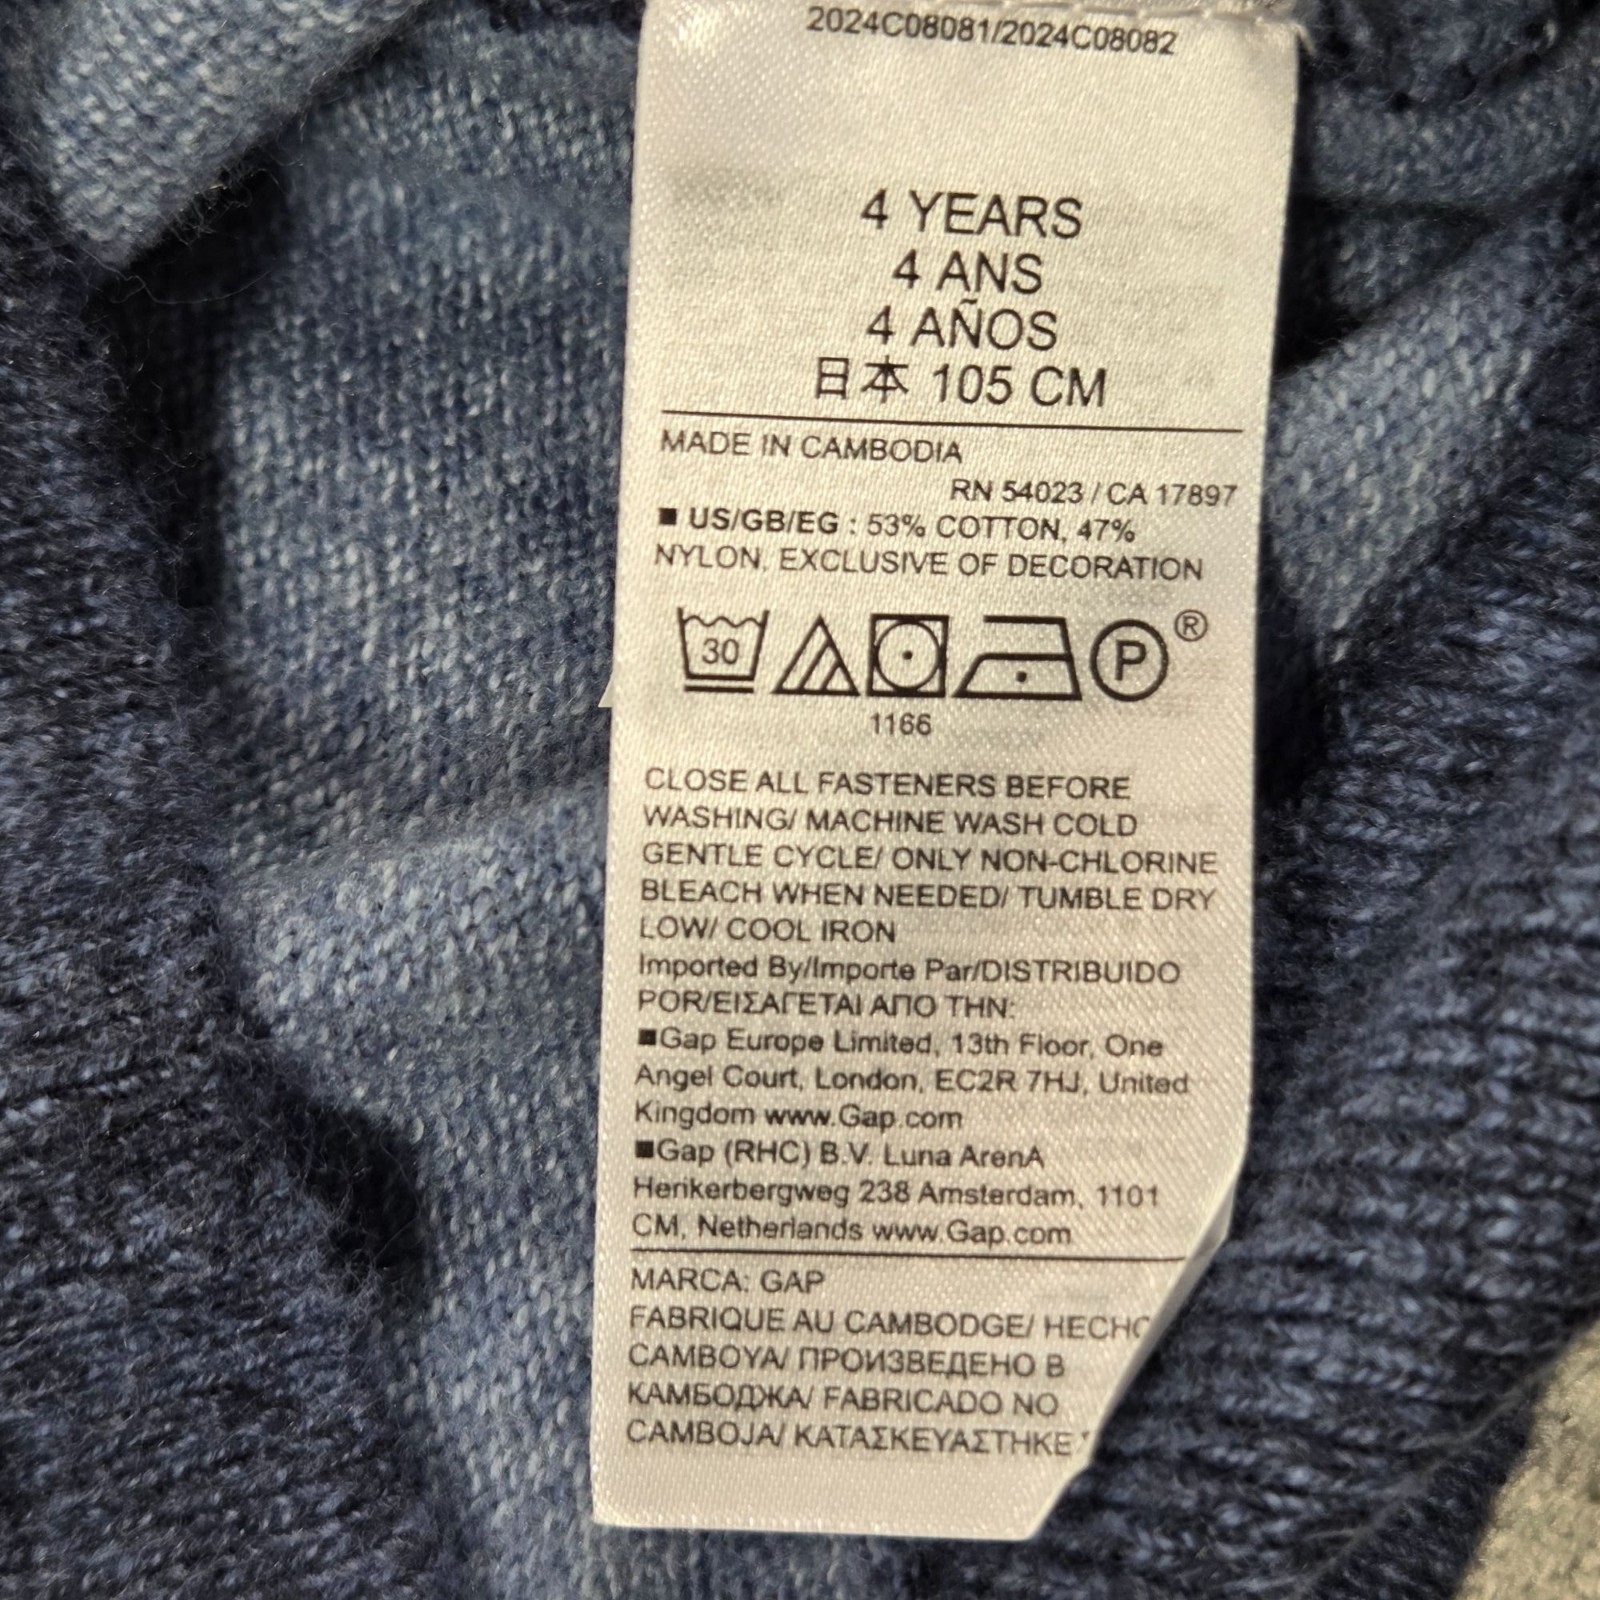 2024C08081/2024C08082
4 YEARS
4 ANS
4 AÑOS
日本 105 CM
MADE IN CAMBODIA
RN 54023 / CA 17897
■ US/GB/EG : 53% COTTON, 47%
NYLON, EXCLUSIVE OF DECORATION
30 P ®
1166
CLOSE ALL FASTENERS BEFORE
WASHING/ MACHINE WASH COLD
GENTLE CYCLE/ ONLY NON-CHLORINE
BLEACH WHEN NEEDED/ TUMBLE DRY
LOW/ COOL IRON
Imported By/Importe Par/DISTRIBUIDO
POR/ΕΙΣΑΓΕΤΑΙ ΑΠΟ ΤΗΝ:
■Gap Europe Limited, 13th Floor, One
Angel Court, London, EC2R 7HJ, United
Kingdom www.Gap.com
■Gap (RHC) B.V. Luna ArenA
Herikerbergweg 238 Amsterdam, 1101
CM, Netherlands www.Gap.com
MARCA: GAP
FABRIQUE AU CAMBODGE/ HECHO
CAMBOYA/ ПРОИЗВЕДЕНО В
КАМБОДЖА/ FABRICADO NO
CAMBOJA/ ΚΑΤΑΣΚΕΥΑΣΤΗΚΕ